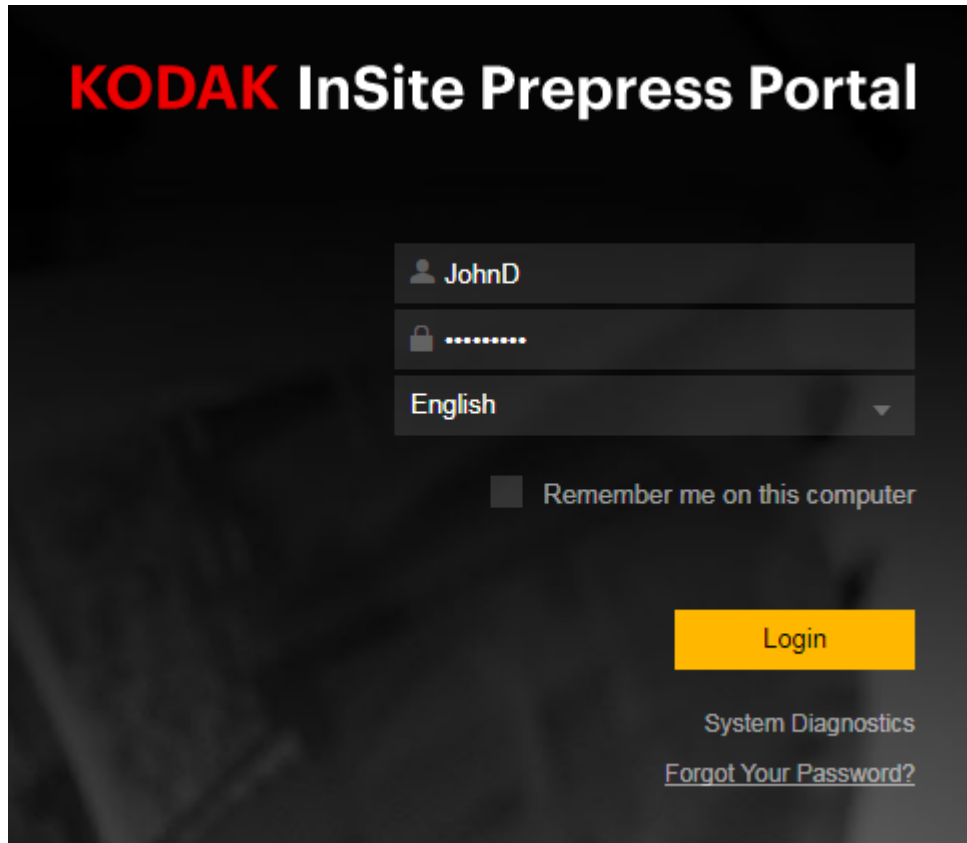 KODAK InSite Prepress Portal
JohnD
•••••••••
English
Remember me on this computer
Login
System Diagnostics
Forgot Your Password?